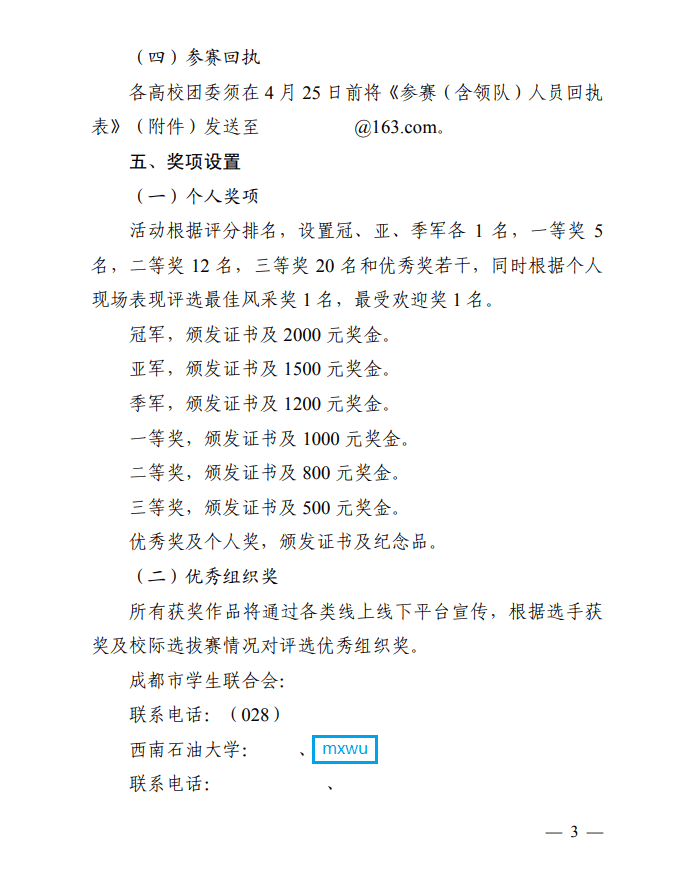 （四）参赛回执
各高校团委须在 4 月 25 日前将《参赛（含领队）人员回执
表》（附件）发送至 @163.com。
五、奖项设置
（一）个人奖项
活动根据评分排名，设置冠、亚、季军各 1 名，一等奖 5
名，二等奖 12 名，三等奖 20 名和优秀奖若干，同时根据个人
现场表现评选最佳风采奖 1 名，最受欢迎奖 1 名。
冠军，颁发证书及 2000 元奖金。
亚军，颁发证书及 1500 元奖金。
季军，颁发证书及 1200 元奖金。
一等奖，颁发证书及 1000 元奖金。
二等奖，颁发证书及 800 元奖金。
三等奖，颁发证书及 500 元奖金。
优秀奖及个人奖，颁发证书及纪念品。
（二）优秀组织奖
所有获奖作品将通过各类线上线下平台宣传，根据选手获
奖及校际选拔赛情况对评选优秀组织奖。
成都市学生联合会：
联系电话：（028）
西南石油大学： 、mxwu
联系电话： 、
— 3 —